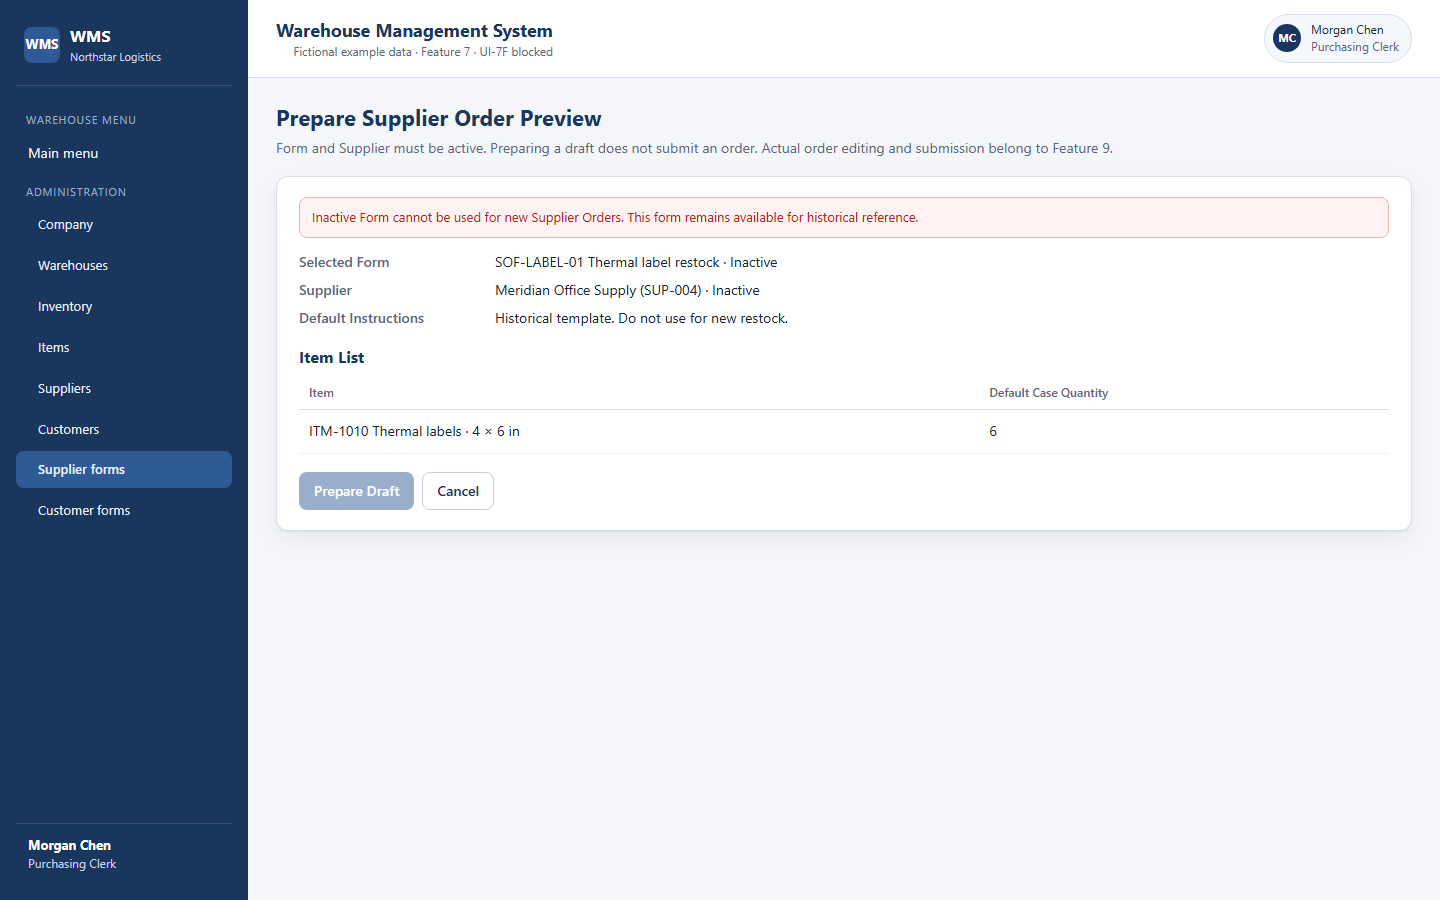 WMS
WMS
Northstar Logistics
WAREHOUSE MENU
Main menu
ADMINISTRATION
Company
Warehouses
Inventory
Items
Suppliers
Customers
Supplier forms
Customer forms
Morgan Chen
Purchasing Clerk
Warehouse Management System
Fictional example data · Feature 7 · UI-7F blocked
MC
Morgan Chen
Purchasing Clerk
Prepare Supplier Order Preview
Form and Supplier must be active. Preparing a draft does not submit an order. Actual order editing and submission belong to Feature 9.
Inactive Form cannot be used for new Supplier Orders. This form remains available for historical reference.
Selected Form SOF-LABEL-01 Thermal label restock · Inactive
Supplier Meridian Office Supply (SUP-004) · Inactive
Default Instructions Historical template. Do not use for new restock.
Item List
Item Default Case Quantity
ITM-1010 Thermal labels · 4 × 6 in 6
Prepare Draft Cancel